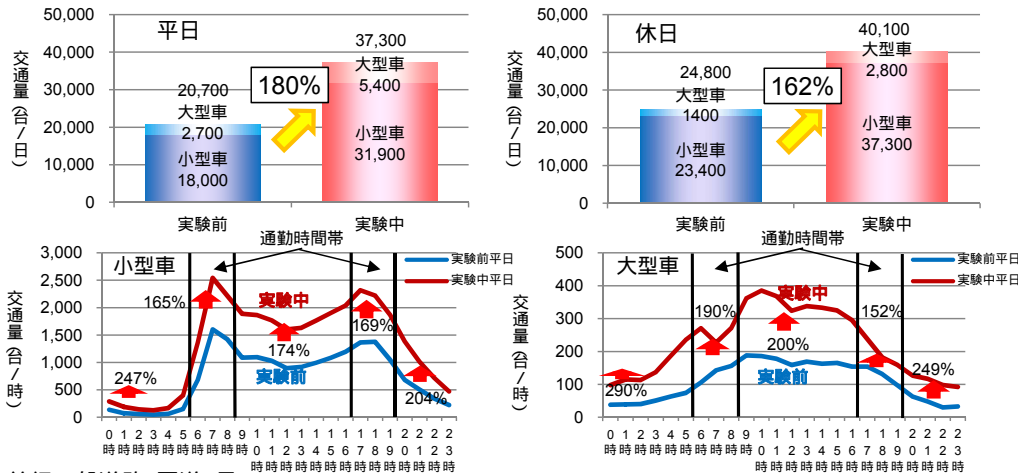 平日
交通量(台/日)
50,000
40,000
30,000
20,000
10,000
0
20,700
大型車
2,700
小型車
18,000
180%
37,300
大型車
5,400
小型車
31,900
実験前
実験中
休日
交通量(台/日)
50,000
40,000
30,000
20,000
10,000
0
24,800
大型車
1400
小型車
23,400
162%
40,100
大型車
2,800
小型車
37,300
実験前
実験中
通勤時間帯
小型車
交通量(台/時)
3,000
2,500
2,000
1,500
1,000
500
0
実験前平日
実験中平日
247%
165%
実験中
174%
実験前
169%
204%
0時 1時 2時 3時 4時 5時 6時 7時 8時 9時 10時 11時 12時 13時 14時 15時 16時 17時 18時 19時 20時 21時 22時 23時
通勤時間帯
大型車
交通量(台/時)
500
400
300
200
100
0
実験前平日
実験中平日
290%
190%
実験中
200%
実験前
152%
249%
0時 1時 2時 3時 4時 5時 6時 7時 8時 9時 10時 11時 12時 13時 14時 15時 16時 17時 18時 19時 20時 21時 22時 23時